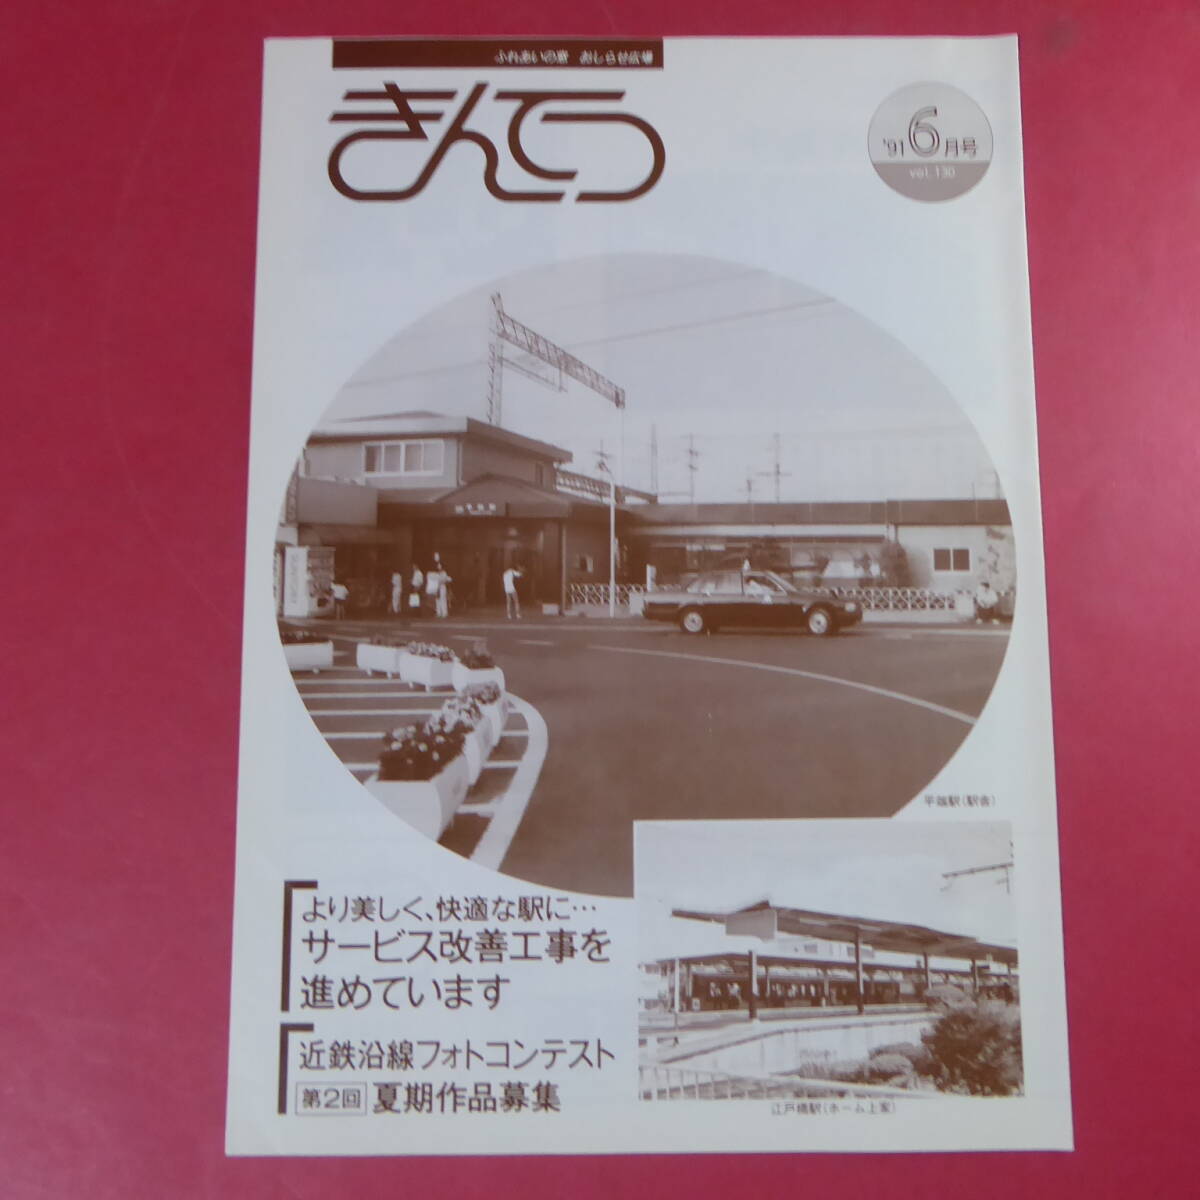 ふれあいの窓 おしらせ広場
きんてつ
'91 6月号
vol.130
平端駅(駅舎)
より美しく、快適な駅に…
サービス改善工事を
進めています
近鉄沿線フォトコンテスト
第2回 夏期作品募集
江戸橋駅(ホーム上家)